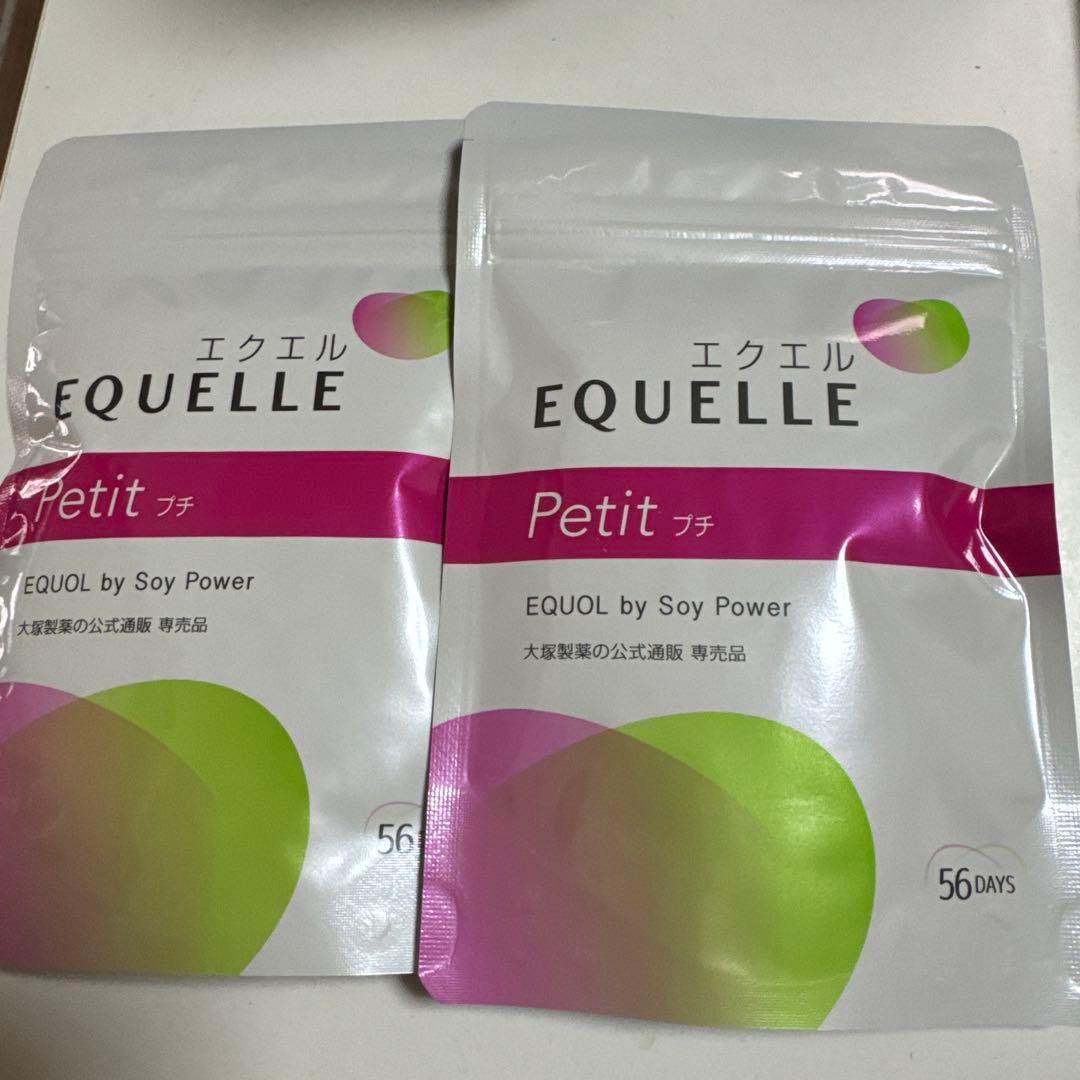 エクエル
EQUELLE
Petit プチ
EQUOL by Soy Power
大塚製薬の公式通販 専売品
56
エクエル
EQUELLE
Petit プチ
EQUOL by Soy Power
大塚製薬の公式通販 専売品
56 DAYS